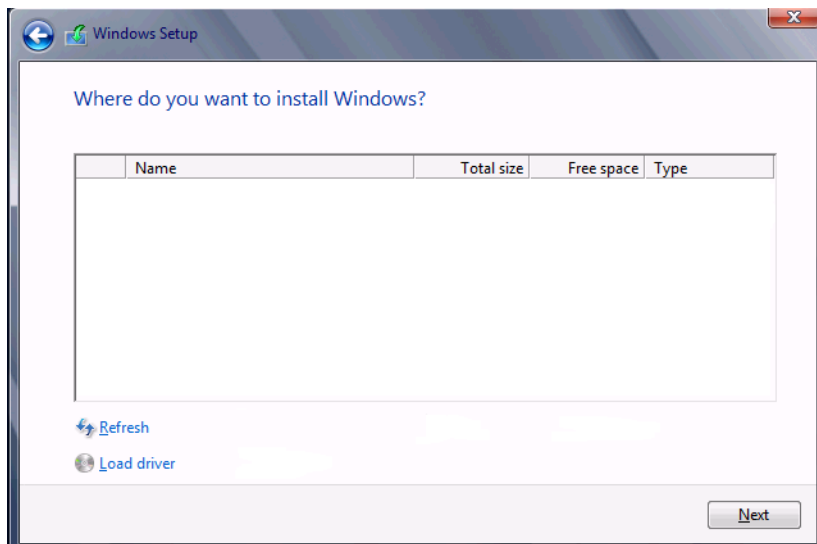 Windows Setup
Where do you want to install Windows?
Name Total size Free space Type
Refresh
Load driver
Next